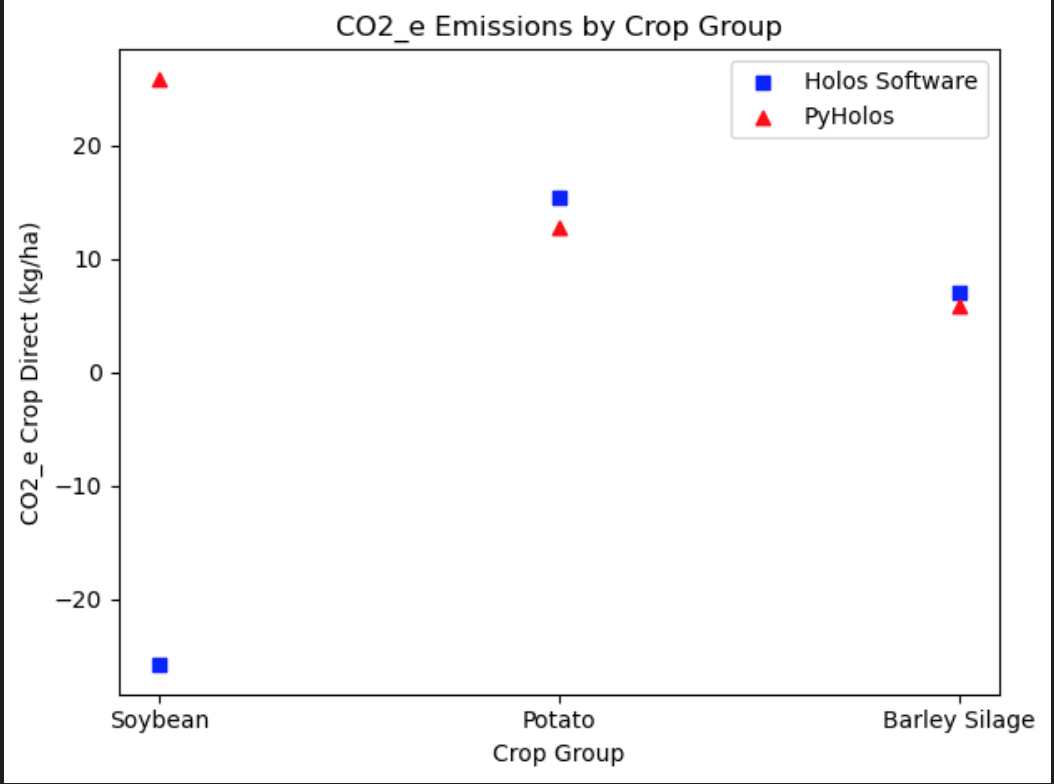 CO2_e Emissions by Crop Group
Holos Software
PyHolos
20
10
0
−10
−20
CO2_e Crop Direct (kg/ha)
Soybean
Potato
Barley Silage
Crop Group